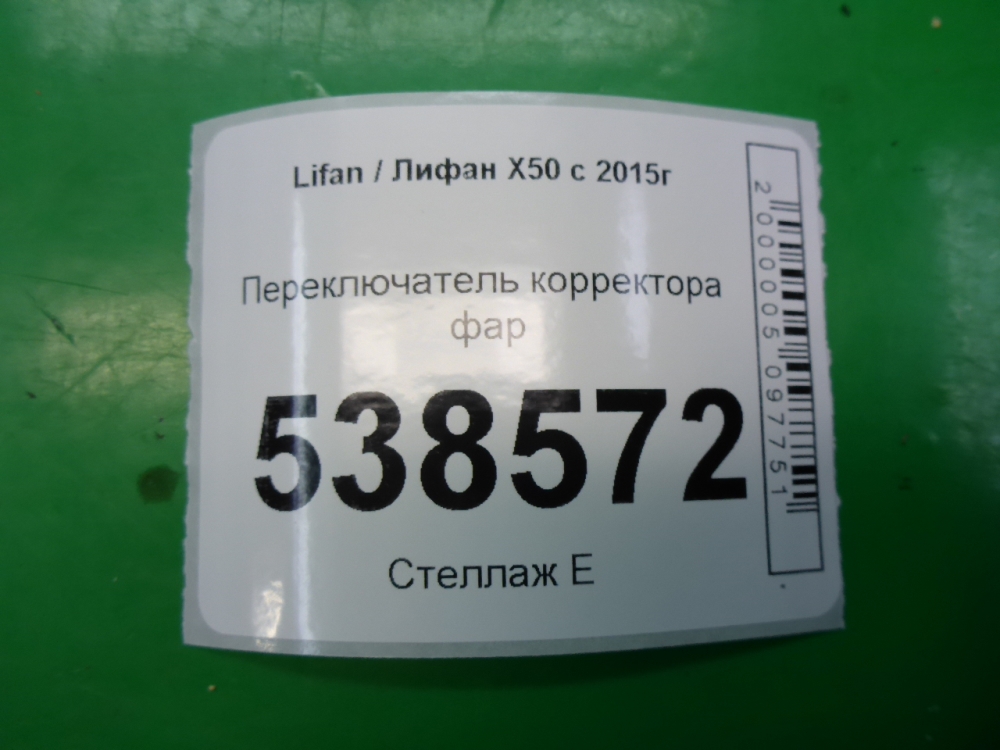 Lifan / Лифан X50 с 2015г
Переключатель корректора
фар
538572
Стеллаж Е
2000005097751